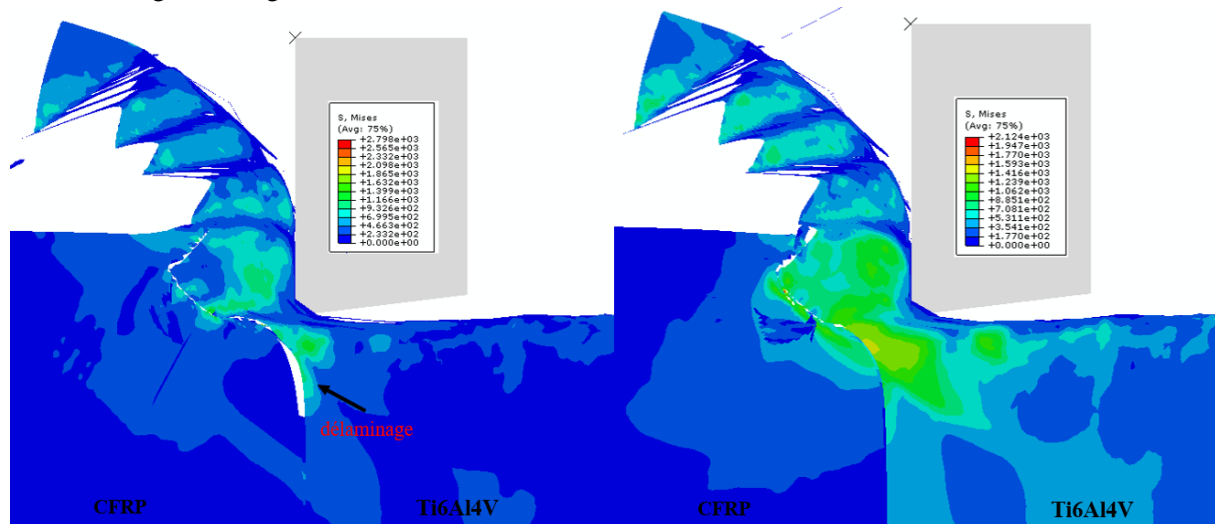 S, Mises
(Avg: 75%)
+2.798e+03
+2.565e+03
+2.332e+03
+2.098e+03
+1.865e+03
+1.632e+03
+1.399e+03
+1.166e+03
+9.326e+02
+6.995e+02
+4.663e+02
+2.332e+02
+0.000e+00
délaminage
CFRP
Ti6Al4V
S, Mises
(Avg: 75%)
+2.124e+03
+1.947e+03
+1.770e+03
+1.593e+03
+1.416e+03
+1.239e+03
+1.062e+03
+8.851e+02
+7.081e+02
+5.311e+02
+3.541e+02
+1.770e+02
+0.000e+00
CFRP
Ti6Al4V